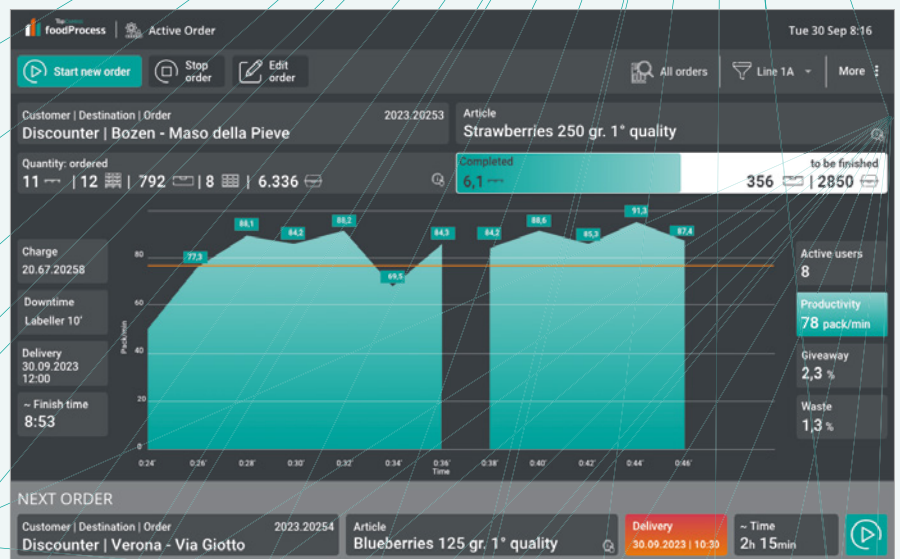 foodProcess
Active Order
Tue 30 Sep 8:16
Start new order
Stop
order
Edit
order
All orders
Line 1A
More
Customer | Destination | Order
2023.20253
Discounter | Bozen - Maso della Pieve
Article
Strawberries 250 gr. 1° quality
Quantity: ordered
11 | 12 | 792 | 8 | 6.336
Completed
6,1
to be finished
356 | 2850
Charge
20.67.20258
Downtime
Labeller 10'
Delivery
30.09.2023
12:00
~ Finish time
8:53
Pack/min
80
60
40
20
0
77,3
88,1
84,2
88,2
69,5
84,3
84,2
88,6
85,3
91,3
87,4
0:24'
0:26'
0:28'
0:30'
0:32'
0:34'
0:36'
0:38'
0:40'
0:42'
0:44'
0:46'
Time
Active users
8
Productivity
78 pack/min
Giveaway
2,3 %
Waste
1,3 %
NEXT ORDER
Customer | Destination | Order
2023.20254
Discounter | Verona - Via Giotto
Article
Blueberries 125 gr. 1° quality
Delivery
30.09.2023 | 10:30
~ Time
2h 15min